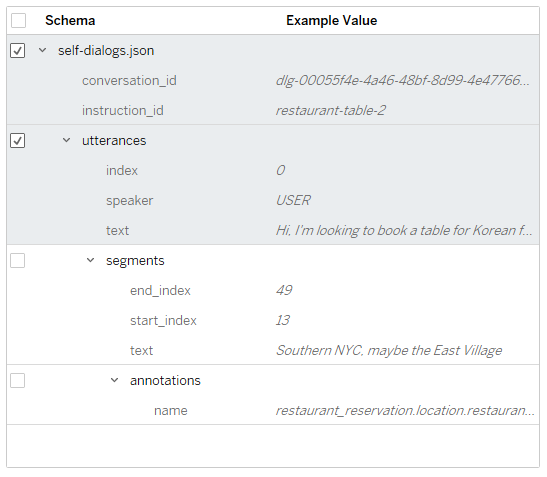 Schema Example Value
self-dialogs.json
conversation_id dlg-00055f4e-4a46-48bf-8d99-4e47766...
instruction_id restaurant-table-2
utterances
index 0
speaker USER
text Hi, I'm looking to book a table for Korean f...
segments
end_index 49
start_index 13
text Southern NYC, maybe the East Village
annotations
name restaurant_reservation.location.restauran...